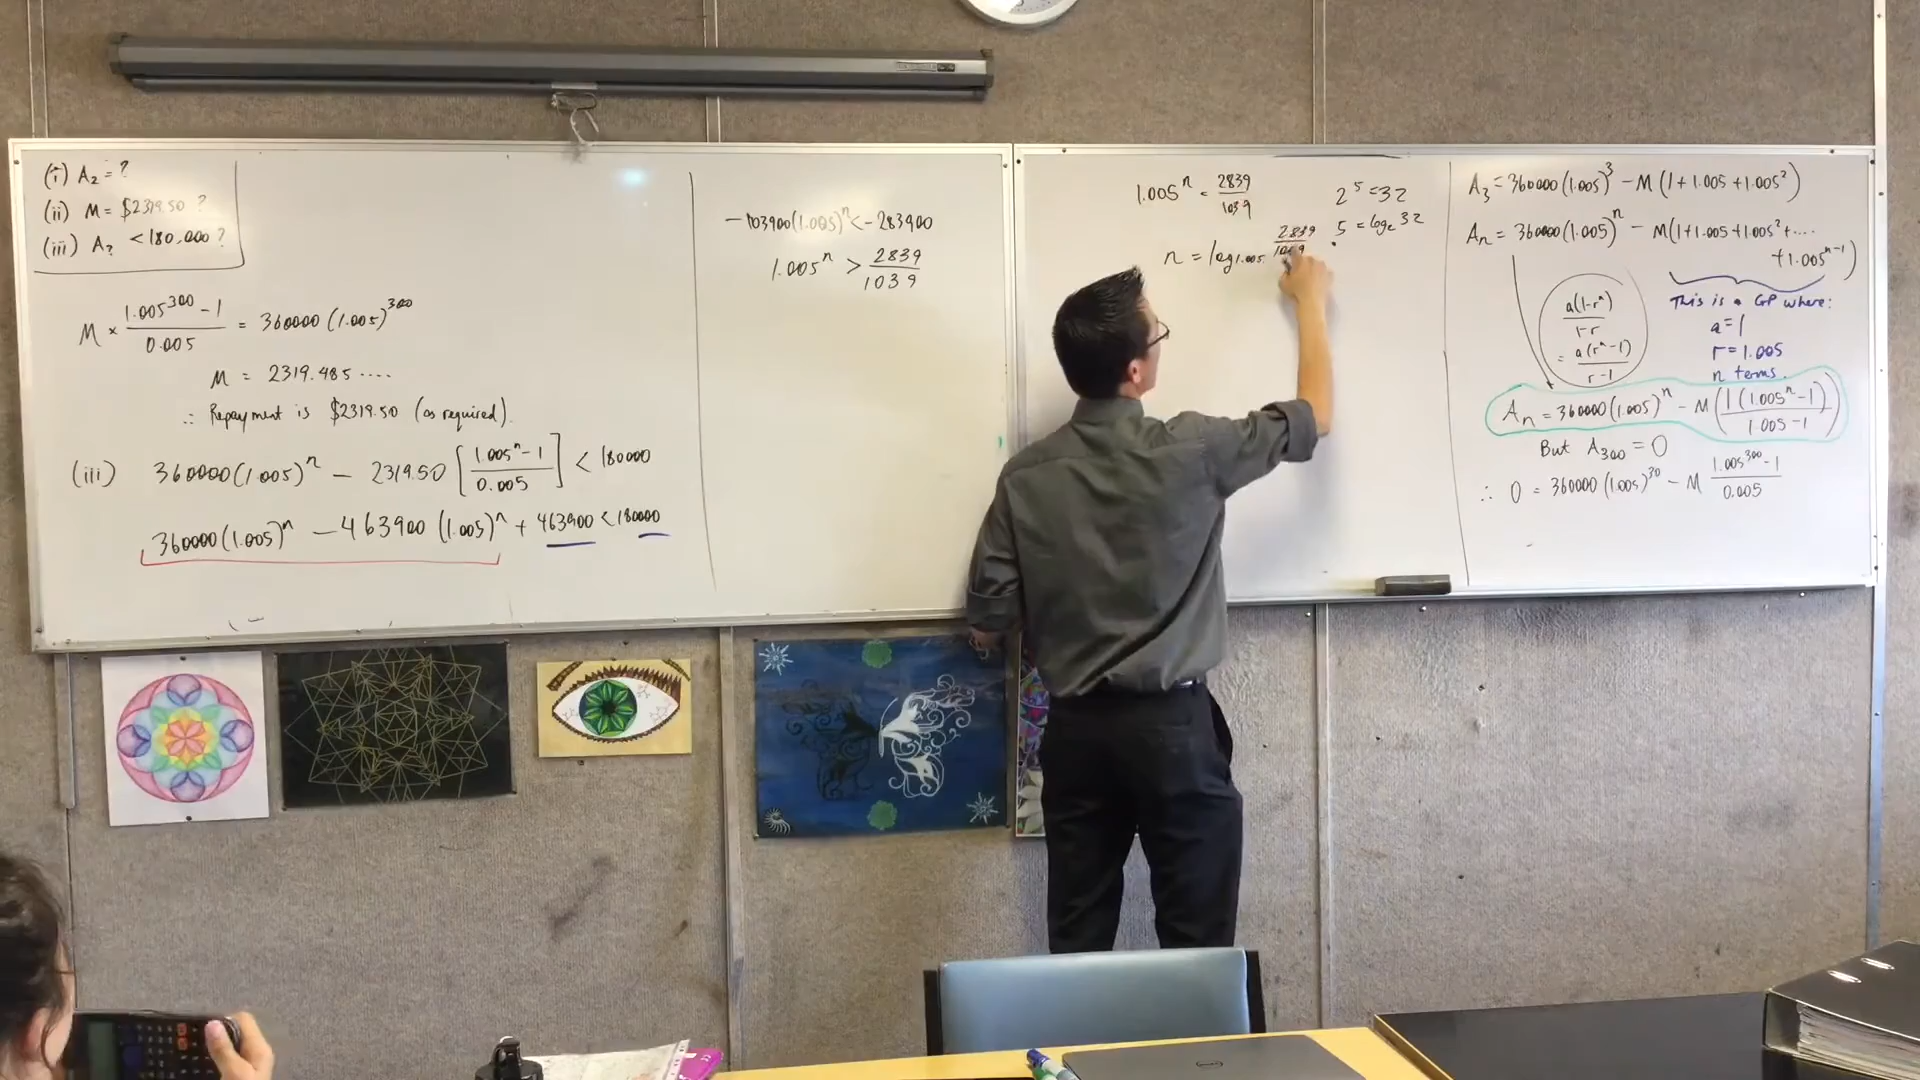 (i) A₂ = ?
(ii) M = $2319.50 ?
(iii) A? < 180,000 ?
M × (1.005³⁰⁰ - 1)/0.005 = 360000 (1.005)³⁰⁰
M = 2319.485 ....
∴ Repayment is $2319.50 (as required).
(iii) 360000(1.005)ⁿ - 2319.50 [(1.005ⁿ - 1)/0.005] < 180000
360000(1.005)ⁿ - 463900 (1.005)ⁿ + 463900 < 180000
-103900(1.005)ⁿ < -283900
1.005ⁿ > 2839/1039
1.005ⁿ = 2839/1039
n = log1.005 2839/1039
2⁵ = 32
5 = log₂ 32
A₃ = 360000(1.005)³ - M(1+1.005+1.005²)
Aₙ = 360000(1.005)ⁿ - M(1+1.005+1.005²+....
+1.005ⁿ⁻¹)
a(1-rⁿ)/1-r
= a(rⁿ-1)/r-1
This is a GP where:
a=1
r=1.005
n terms.
Aₙ = 360000(1.005)ⁿ - M(1(1.005ⁿ-1)/1.005-1)
But A₃₀₀ = 0
∴ 0 = 360000(1.005)³⁰ - M 1.005³⁰⁰-1/0.005